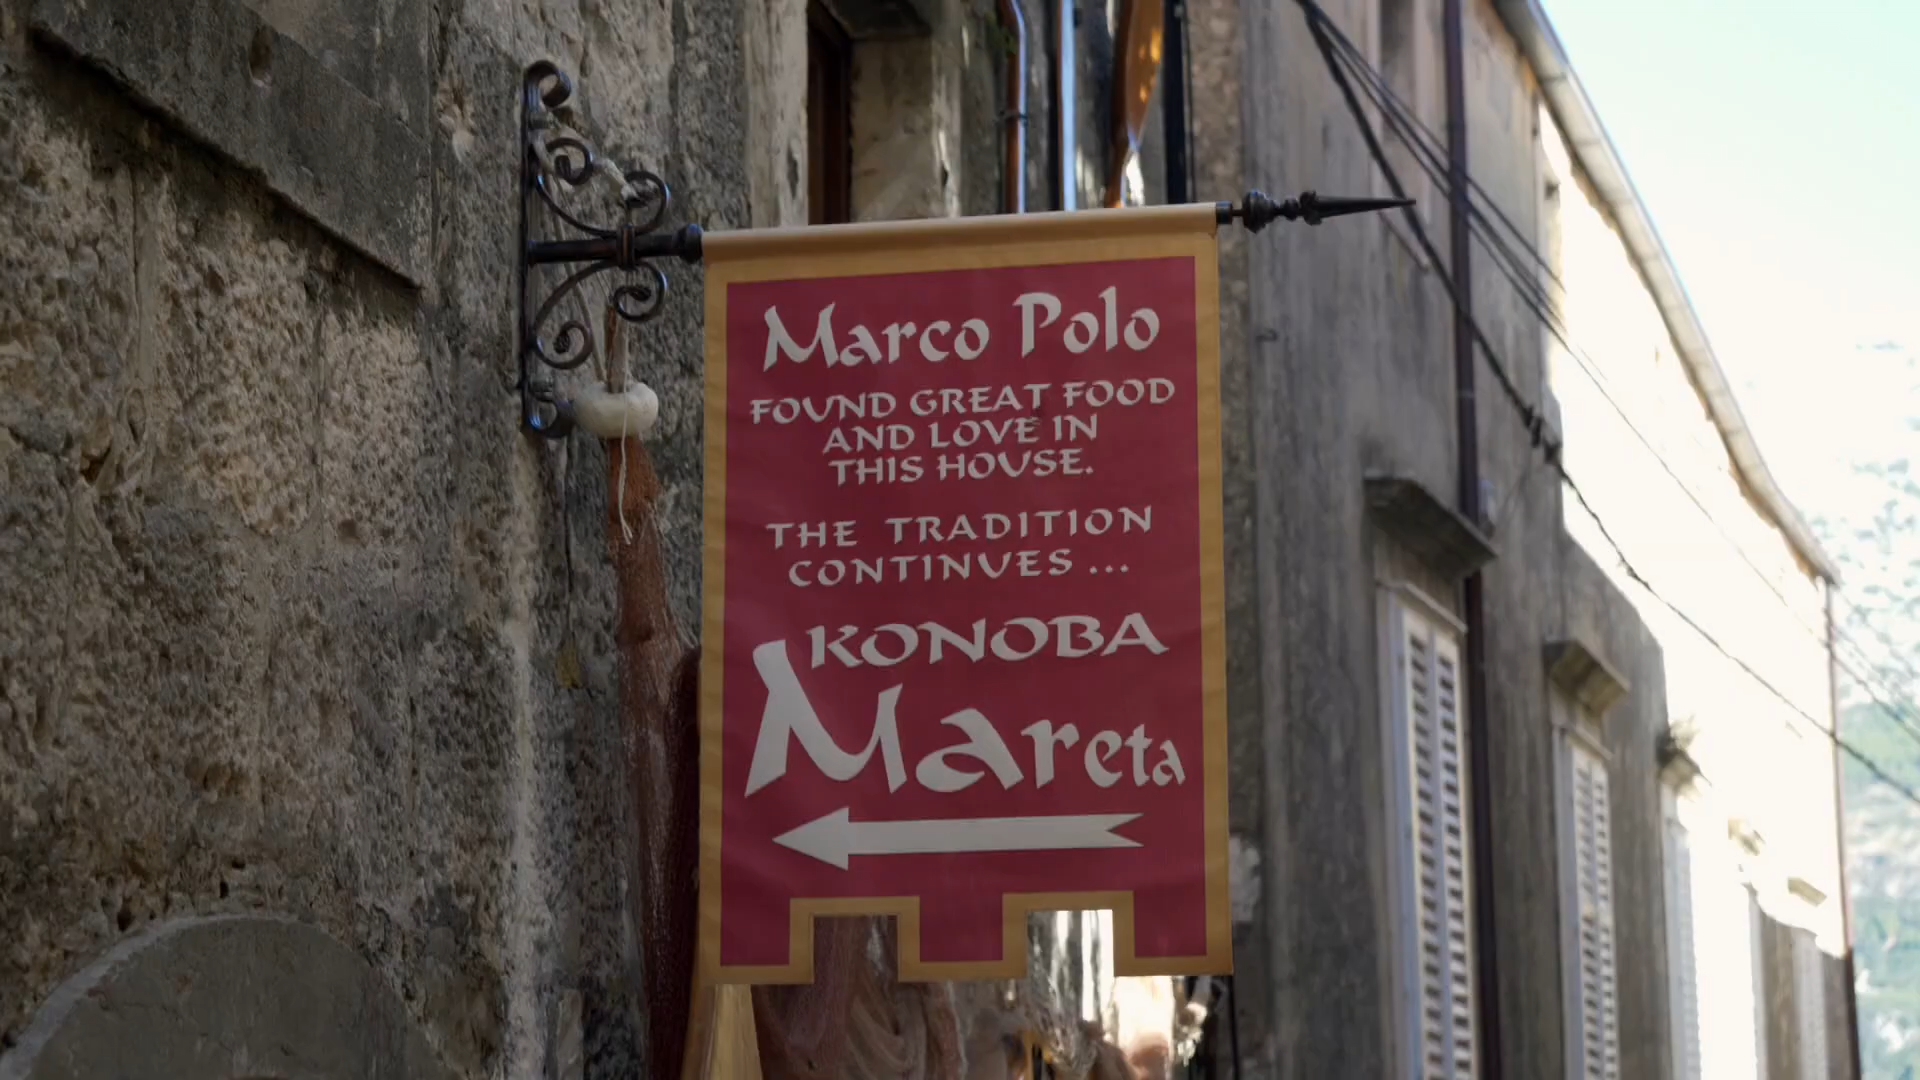 Marco Polo
FOUND GREAT FOOD
AND LOVE IN
THIS HOUSE.
THE TRADITION
CONTINUES ...
KONOBA
Mareta